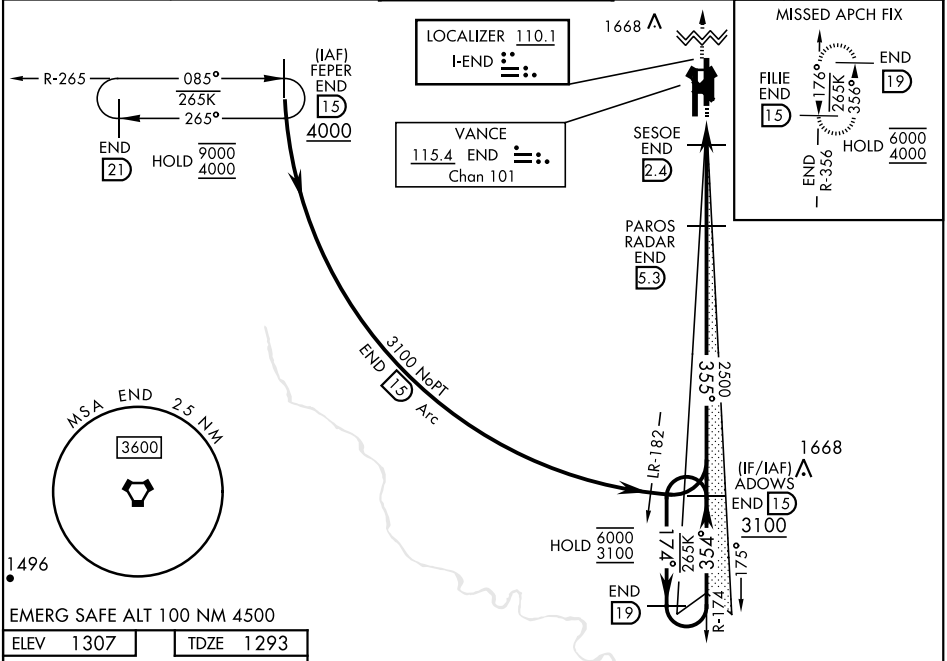 LOCALIZER 110.1
I-END
VANCE
115.4 END
Chan 101
1668
MISSED APCH FIX
END
19
FILIE
END
15
176°
265K
356°
HOLD 6000
4000
END
R-356
R-265
085°
265K
265°
(IAF)
FEPER
END
15
4000
END
21
HOLD 9000
4000
SESOE
END
2.4
PAROS
RADAR
END
5.3
3100 NoPT
END 15 Arc
2500
355°
LR-182
1668
(IF/IAF)
ADOWS
END 15
3100
HOLD 6000
3100
174°
265K
354°
175°
END
19
R-174
MSA END 25 NM
3600
1496
EMERG SAFE ALT 100 NM 4500
ELEV 1307
TDZE 1293